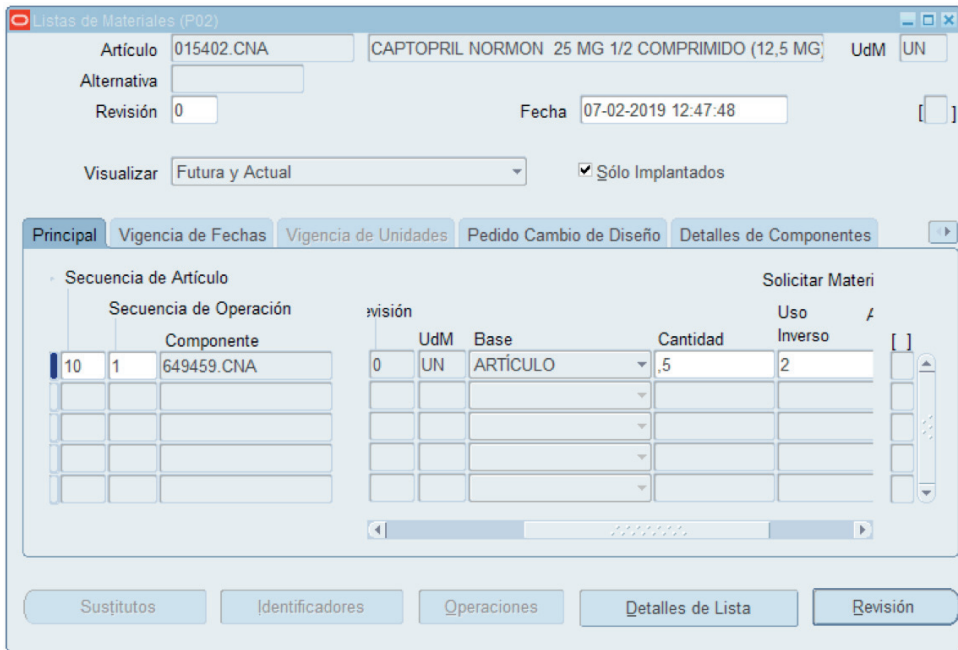 Listas de Materiales (P02)
Artículo 015402.CNA CAPTOPRIL NORMON 25 MG 1/2 COMPRIMIDO (12,5 MG) UdM UN
Alternativa
Revisión 0 Fecha 07-02-2019 12:47:48 [ ]
Visualizar Futura y Actual Sólo Implantados
Principal Vigencia de Fechas Vigencia de Unidades Pedido Cambio de Diseño Detalles de Componentes
Secuencia de Artículo Solicitar Materi
Secuencia de Operación evisión Uso
Componente UdM Base Cantidad Inverso [ ]
10 1 649459.CNA 0 UN ARTÍCULO ,5 2
Sustitutos Identificadores Operaciones Detalles de Lista Revisión